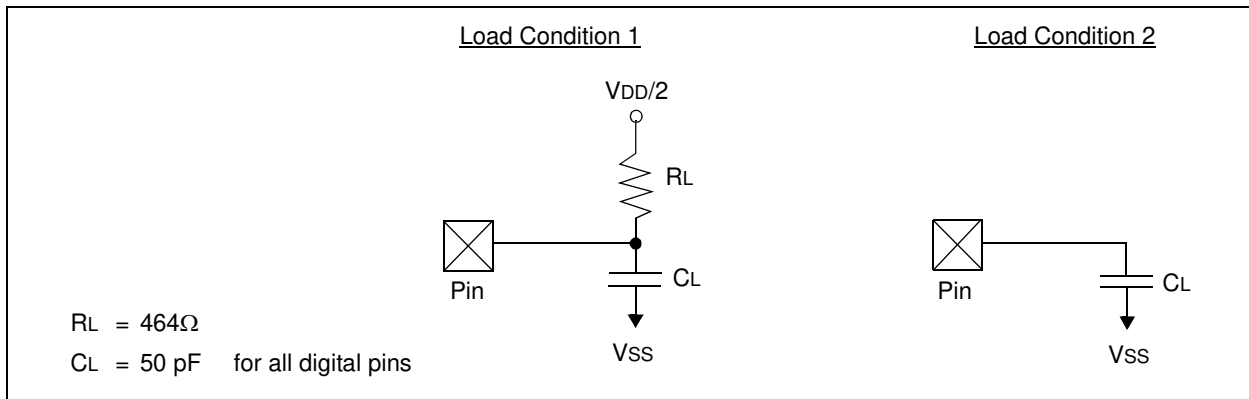 Load Condition 1
VDD/2
RL
Pin
CL
VSS
Load Condition 2
Pin
CL
VSS
RL = 464Ω
CL = 50 pF for all digital pins